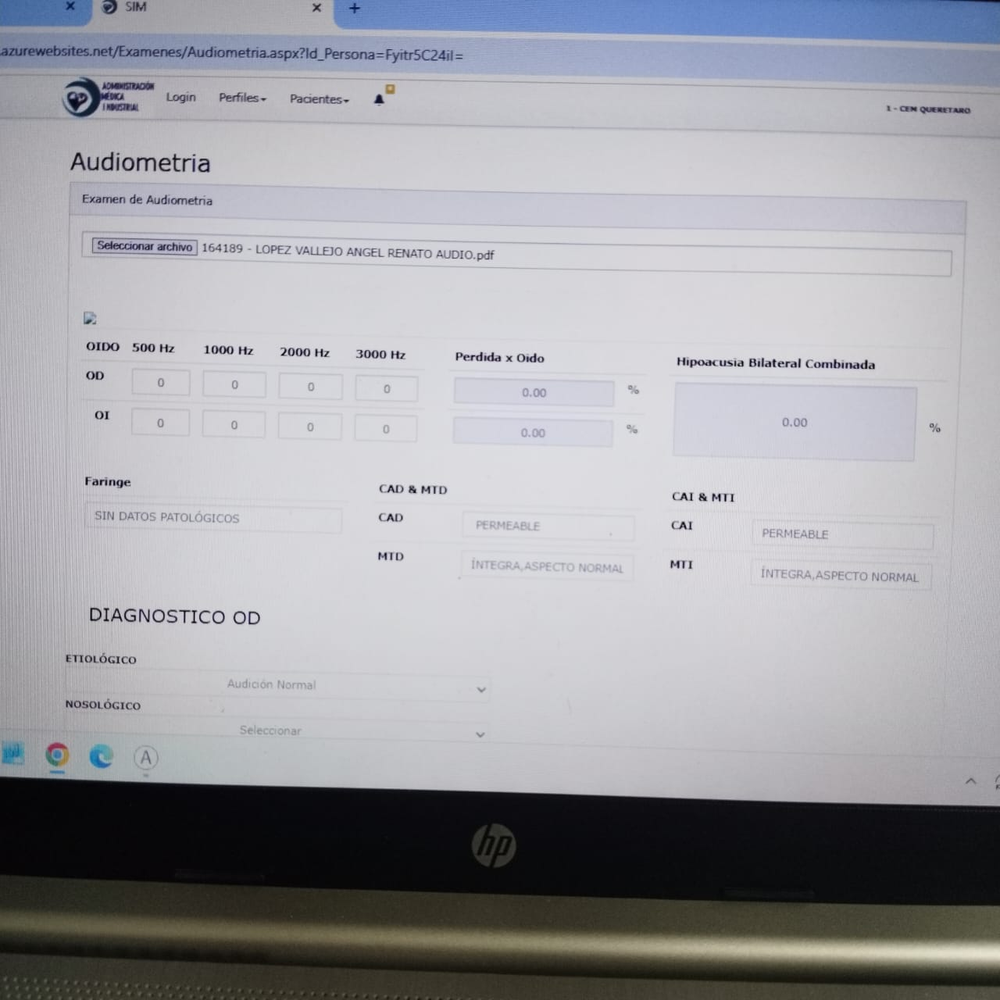 SIM
azurewebsites.net/Examenes/Audiometria.aspx?Id_Persona=Fyitr5C24iI=
ADMINISTRACIÓN
MÉDICA
INDUSTRIAL
Login Perfiles Pacientes
1 - CEM QUERETARO
Audiometria
Examen de Audiometria
Seleccionar archivo 164189 - LOPEZ VALLEJO ANGEL RENATO AUDIO.pdf
OIDO 500 Hz 1000 Hz 2000 Hz 3000 Hz Perdida x Oido Hipoacusia Bilateral Combinada
OD 0 0 0 0 0.00 %
OI 0 0 0 0 0.00 %
0.00 %
Faringe
SIN DATOS PATOLÓGICOS
CAD & MTD
CAD PERMEABLE
MTD ÍNTEGRA,ASPECTO NORMAL
CAI & MTI
CAI PERMEABLE
MTI ÍNTEGRA,ASPECTO NORMAL
DIAGNOSTICO OD
ETIOLÓGICO
Audición Normal
NOSOLÓGICO
Seleccionar
A
hp